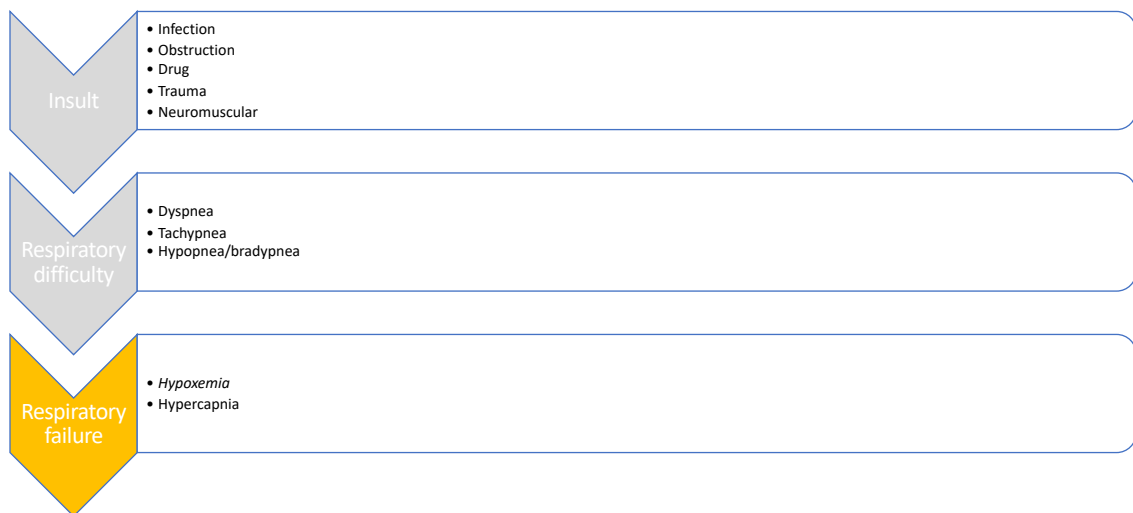 Insult
• Infection
• Obstruction
• Drug
• Trauma
• Neuromuscular
Respiratory
difficulty
• Dyspnea
• Tachypnea
• Hypopnea/bradypnea
Respiratory
failure
• Hypoxemia
• Hypercapnia